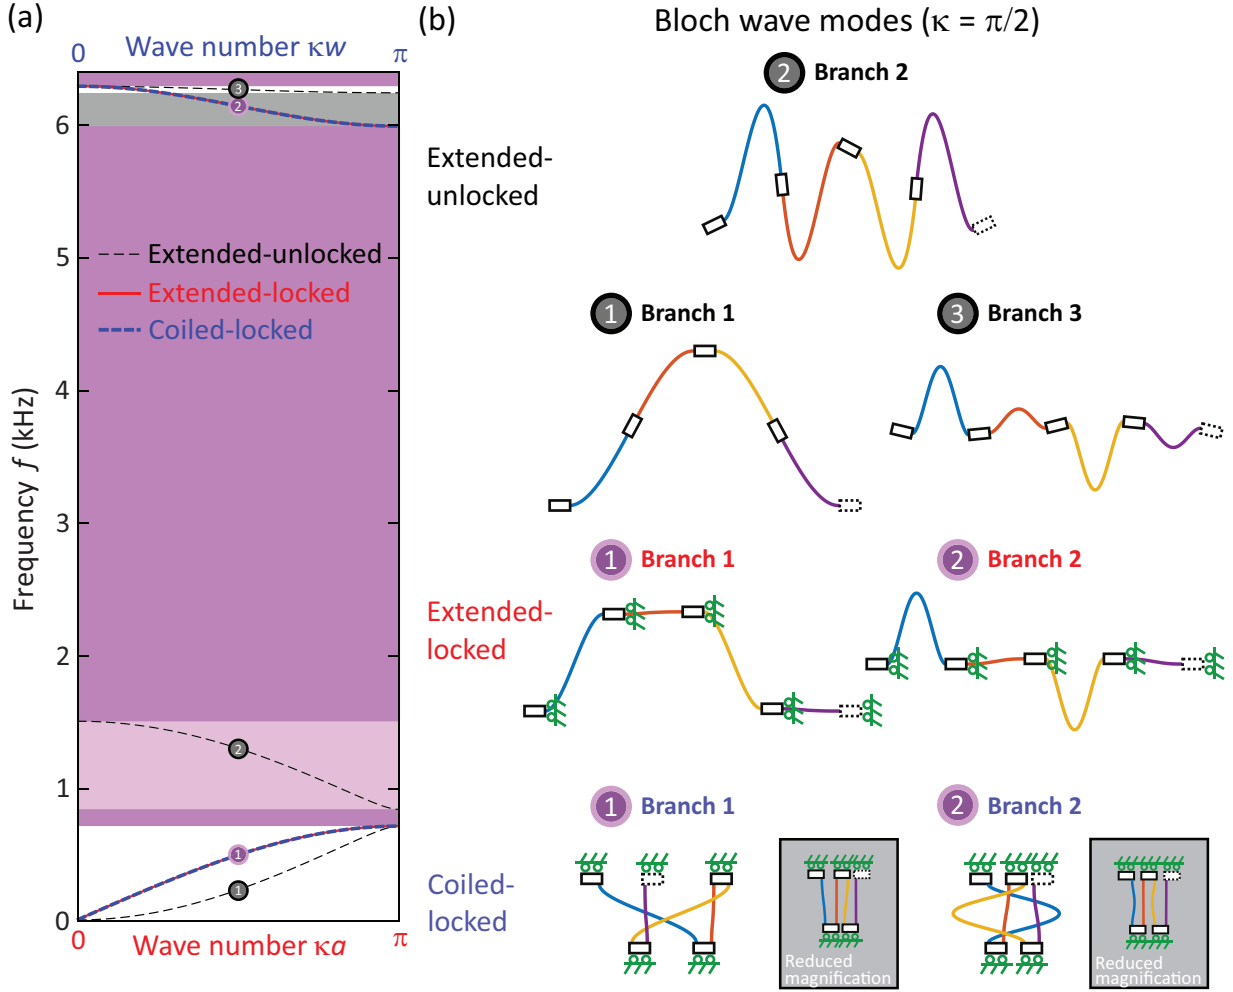 (a)
0 Wave number κw π
3
2
6
5
Extended-unlocked
Extended-locked
Coiled-locked
4
3
2
2
1
1
1
0
Frequency f (kHz)
0 Wave number κa π
(b) Bloch wave modes (κ = π/2)
2 Branch 2
Extended-
unlocked
1 Branch 1
3 Branch 3
1 Branch 1
2 Branch 2
Extended-
locked
1 Branch 1
2 Branch 2
Coiled-
locked
Reduced
magnification
Reduced
magnification